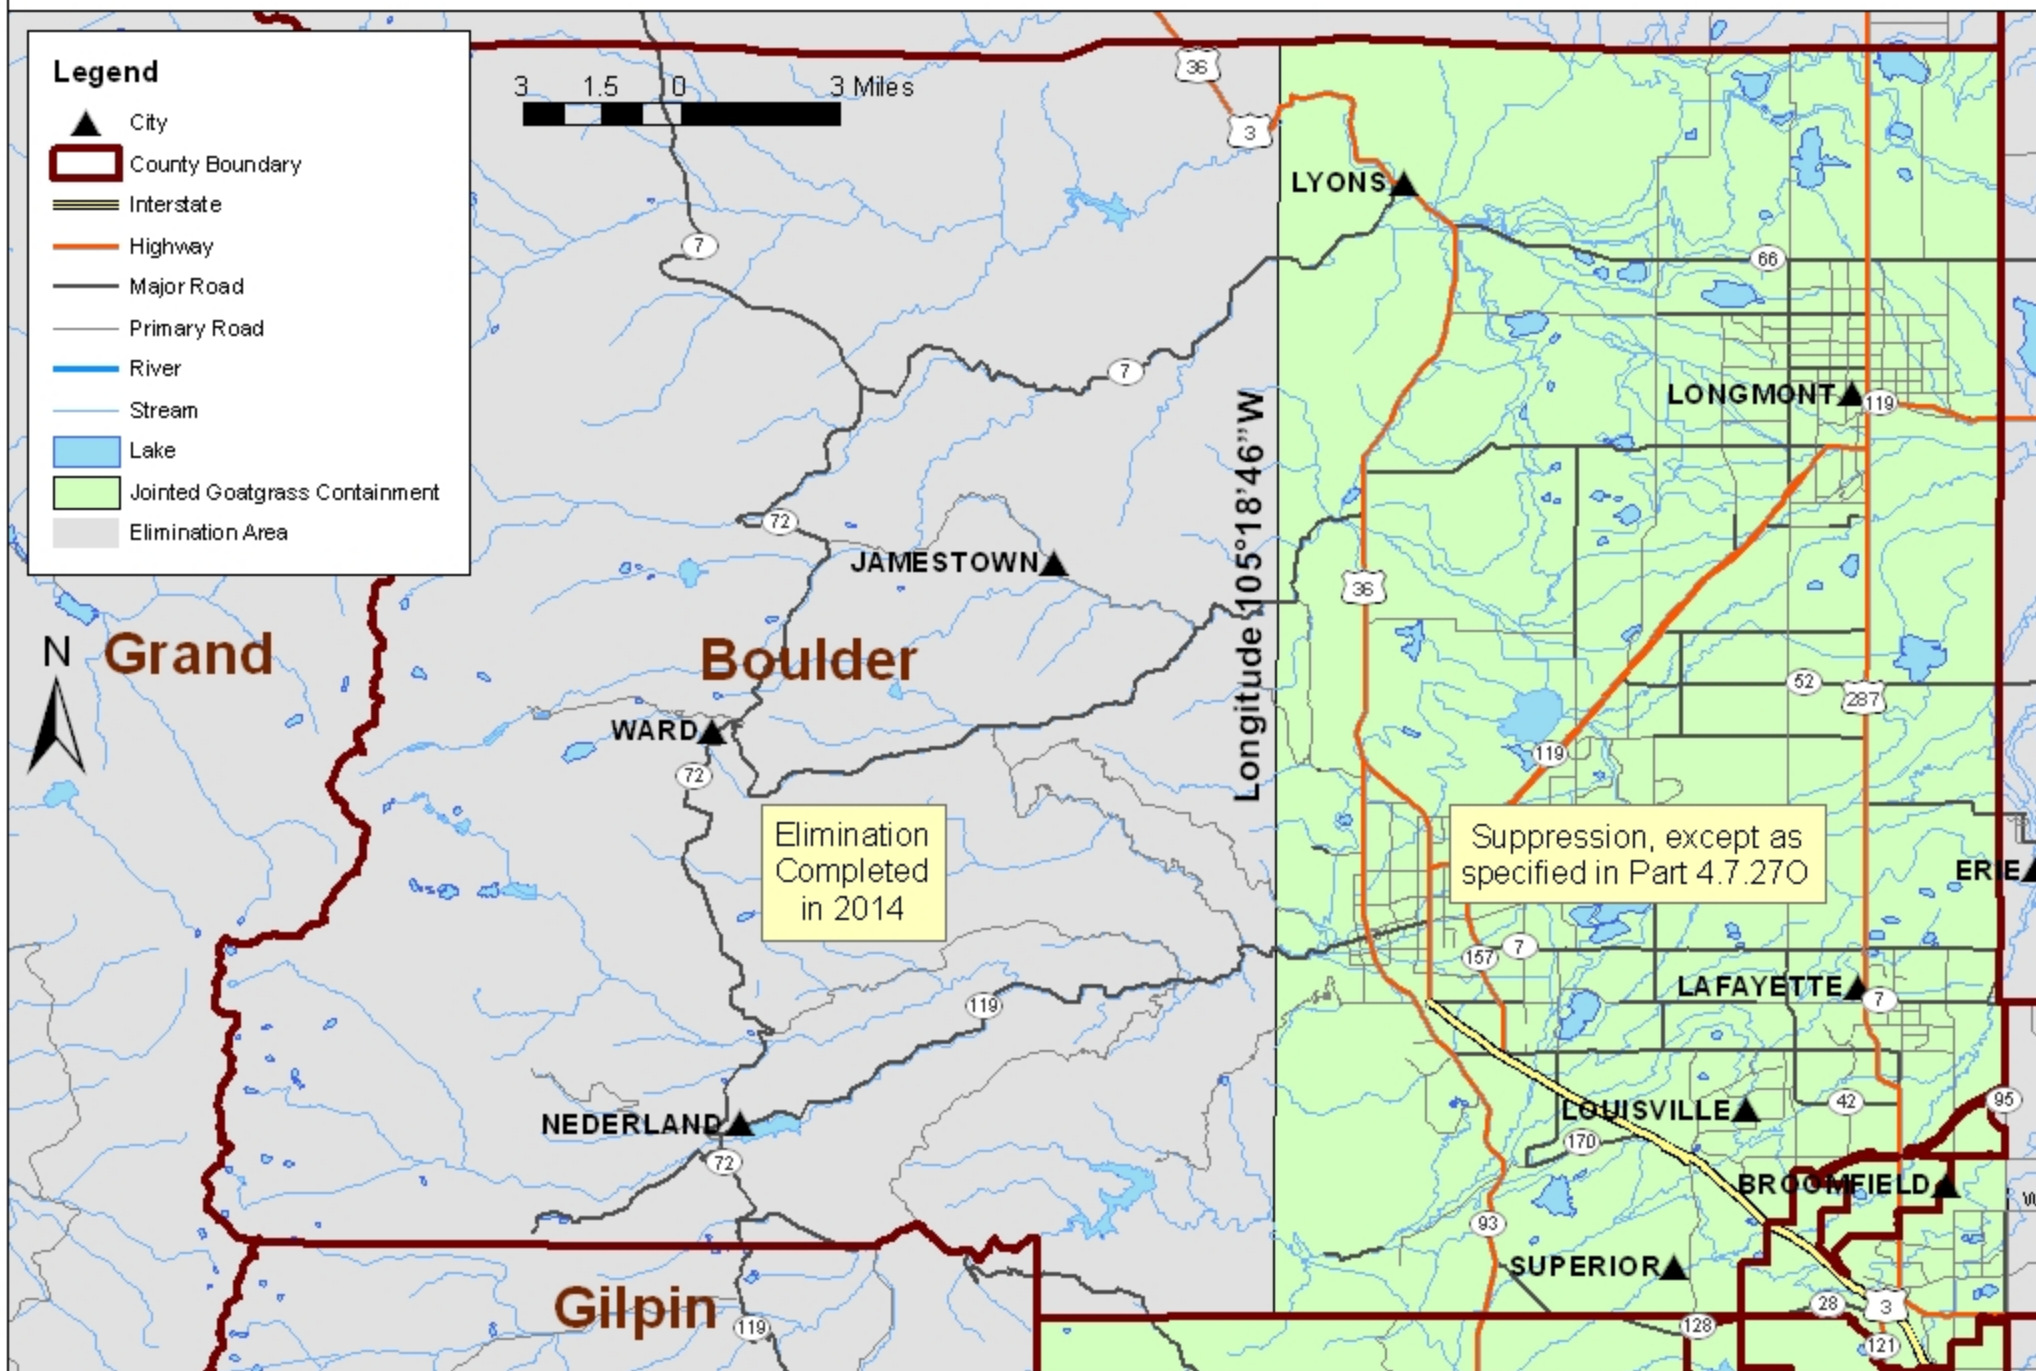 Legend
City
County Boundary
Interstate
Highway
Major Road
Primary Road
River
Stream
Lake
Jointed Goatgrass Containment
Elimination Area
3 1.5 0 3 Miles
36
3
LYONS
7
66
7
LONGMONT
119
72
JAMESTOWN
Longitude 105°18'46"W
36
N
Grand
Boulder
52
287
WARD
119
72
Elimination
Completed
in 2014
Suppression, except as
specified in Part 4.7.27O
ERIE
157
7
LAFAYETTE
7
119
NEDERLAND
LOUISVILLE
42
95
170
72
BROOMFIELD
W
93
SUPERIOR
Gilpin
28
3
119
128
121